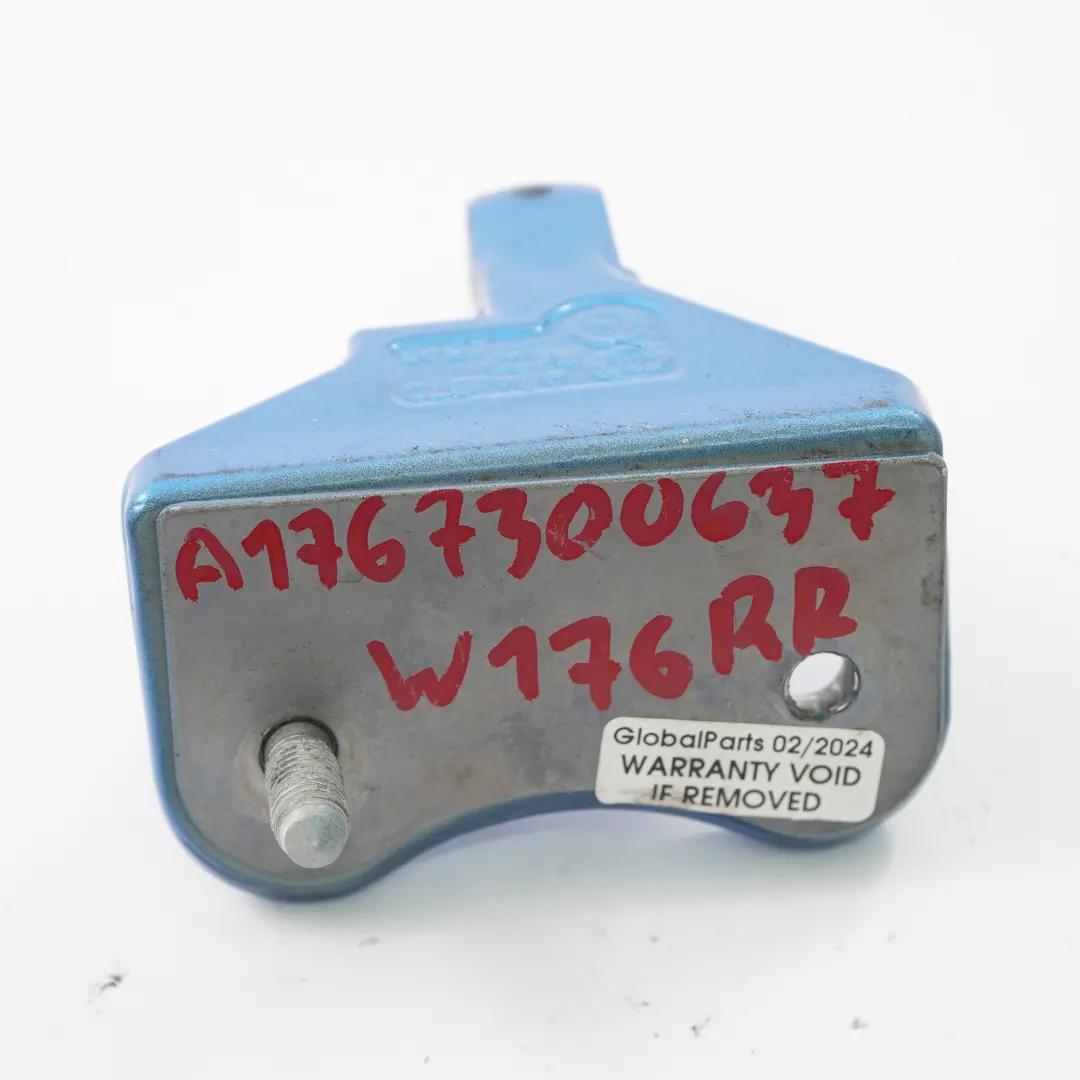 A1767300637
W176RR
GlobalParts 02/2024
WARRANTY VOID
IF REMOVED